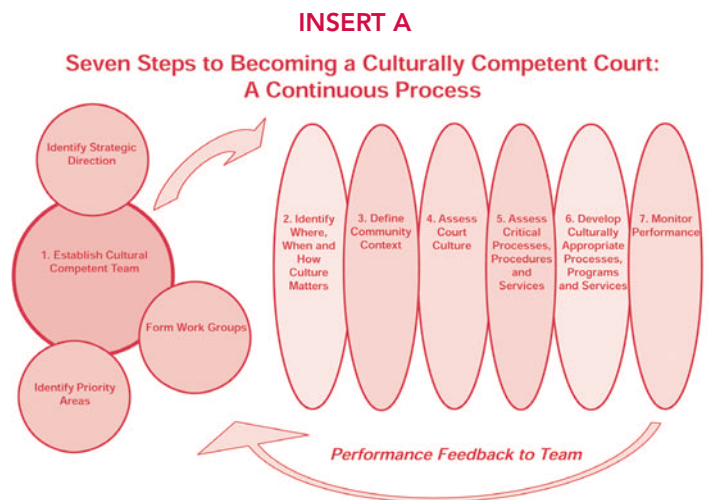 INSERT A
Seven Steps to Becoming a Culturally Competent Court:
A Continuous Process
Identify Strategic
Direction
1. Establish Cultural
Competent Team
Form Work Groups
Identify Priority
Areas
2. Identify
Where,
When and
How
Culture
Matters
3. Define
Community
Context
4. Assess
Court
Culture
5. Assess
Critical
Processes,
Procedures
and
Services
6. Develop
Culturally
Appropriate
Processes,
Programs
and Services
7. Monitor
Performance
Performance Feedback to Team